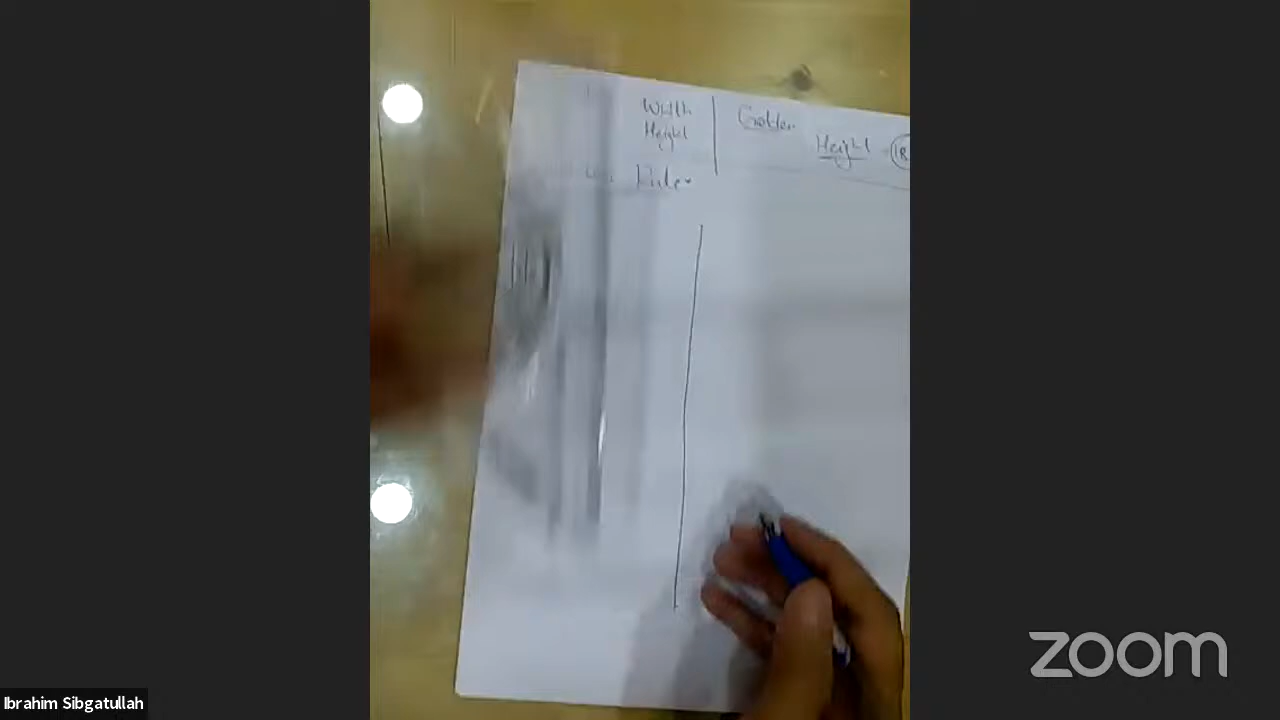 Width
Height
Golden
Height
Ruler
zoom
Ibrahim Sibgatullah